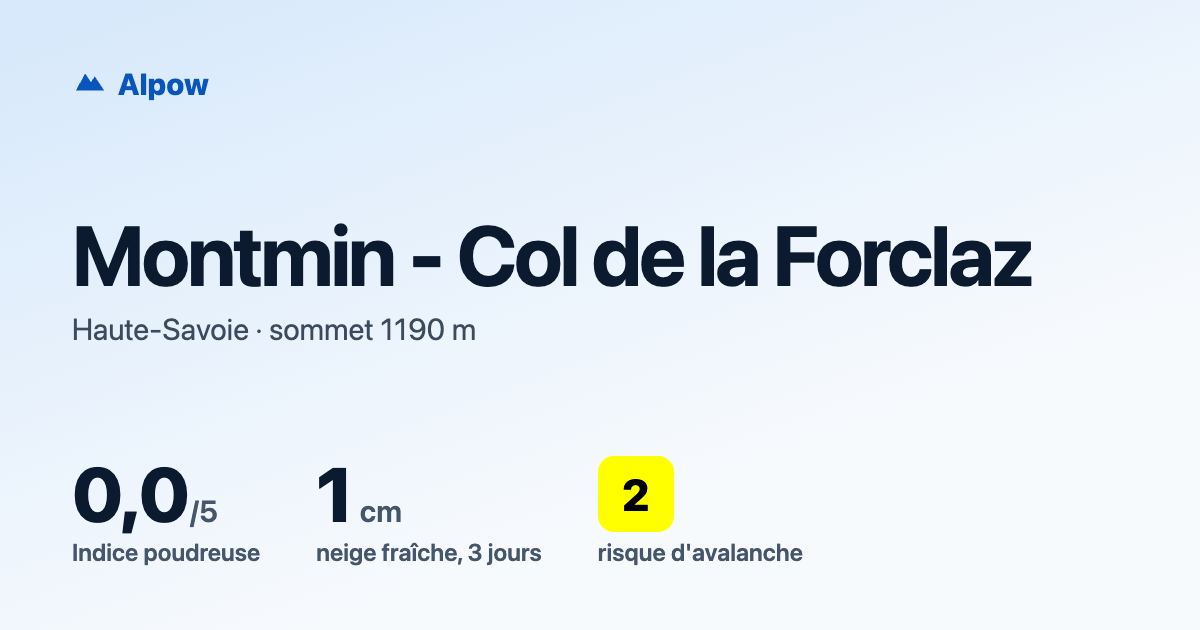 Alpow
Montmin - Col de la Forclaz
Haute-Savoie · sommet 1190 m
0,0/5
Indice poudreuse
1 cm
neige fraîche, 3 jours
2
risque d'avalanche